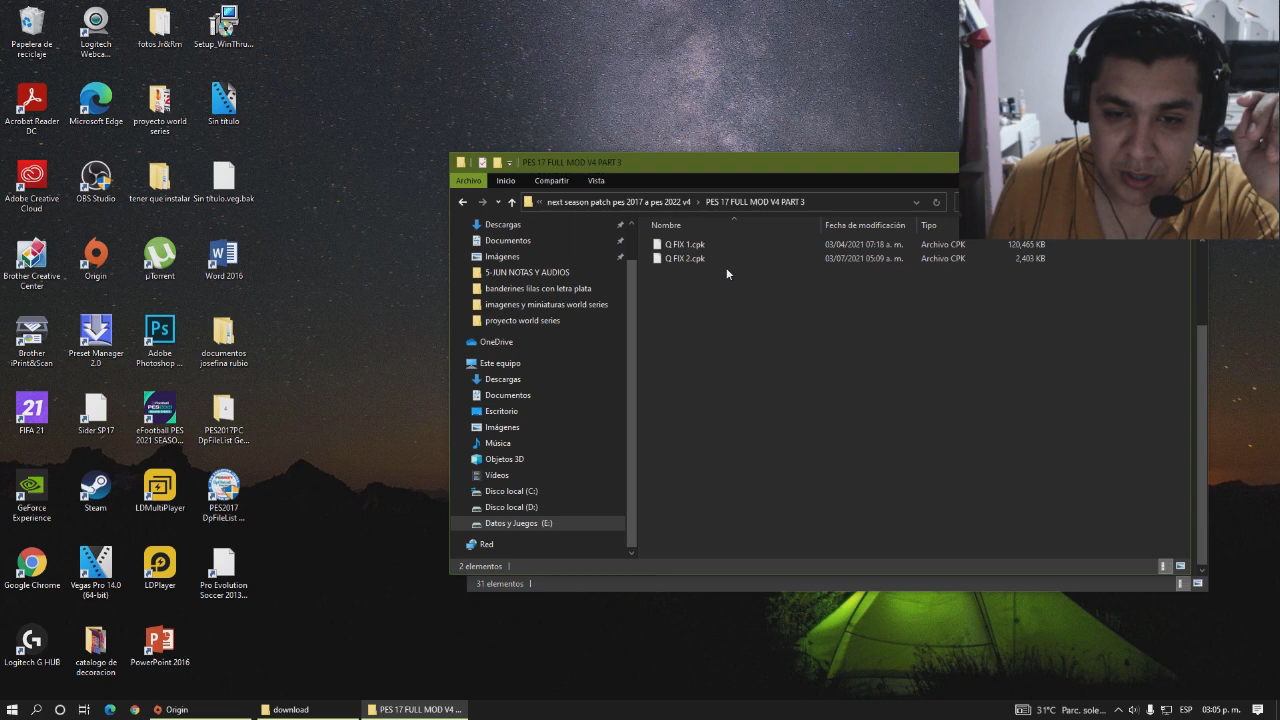 Papelera de
reciclaje
Logitech
Webca...
fotos Jr&Rm
Setup_WinThru...
Acrobat Reader
DC
Microsoft Edge
proyecto world
series
Sin título
Adobe Creative
Cloud
OBS Studio
tener que instalar
Sin título.veg.bak
Brother Creative
Center
Origin
µTorrent
Word 2016
Brother
iPrint&Scan
Preset Manager
2.0
Adobe
Photoshop ...
documentos
josefina rubio
21
FIFA 21
Sider SP17
eFootball PES
2021 SEASO...
PES2017PC
DpFileList Ge...
GeForce
Experience
Steam
LDMultiPlayer
PES2017
DpFileList ...
Google Chrome
Vegas Pro 14.0
(64-bit)
LDPlayer
Pro Evolution
Soccer 2013...
Logitech G HUB
catalogo de
decoracion
PowerPoint 2016
PES 17 FULL MOD V4 PART 3
Archivo Inicio Compartir Vista
« next season patch pes 2017 a pes 2022 v4 › PES 17 FULL MOD V4 PART 3
Descargas
Documentos
Imágenes
5-JUN NOTAS Y AUDIOS
banderines lilas con letra plata
imagenes y miniaturas world series
proyecto world series
OneDrive
Este equipo
Descargas
Documentos
Escritorio
Imágenes
Música
Objetos 3D
Vídeos
Disco local (C:)
Disco local (D:)
Datos y Juegos (E:)
Red
Nombre Fecha de modificación Tipo
Q FIX 1.cpk 03/04/2021 07:18 a. m. Archivo CPK 120,465 KB
Q FIX 2.cpk 03/07/2021 05:09 a. m. Archivo CPK 2,403 KB
2 elementos
31 elementos
Origin download PES 17 FULL MOD V4 ... 31°C Parc. sole... ESP 03:05 p. m.